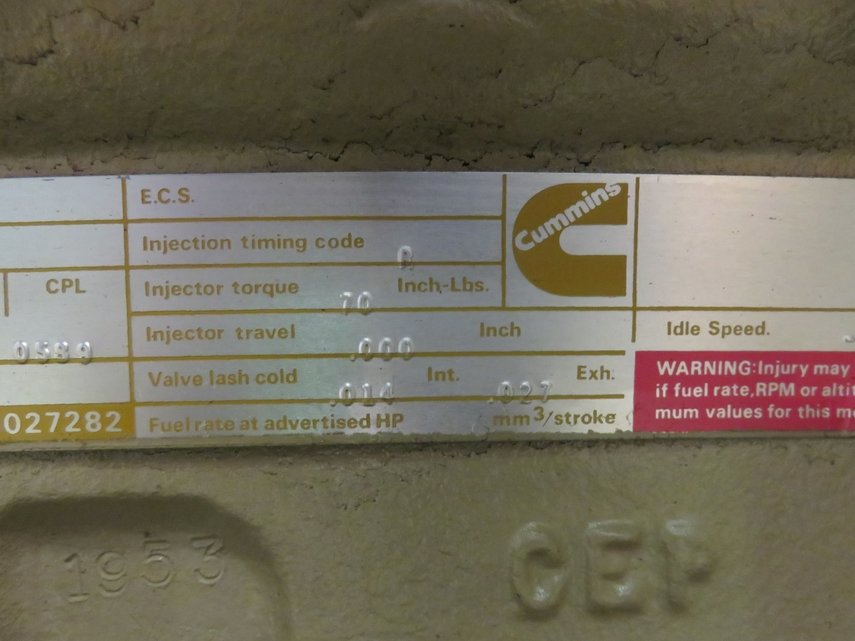 E.C.S.
Cummins
Injection timing code
CPL
Injector torque 70 Inch-Lbs.
0589
Injector travel .000 Inch
Idle Speed.
Valve lash cold .014 Int. .027 Exh.
WARNING: Injury may
if fuel rate, RPM or alti
mum values for this m
027282
Fuel rate at advertised HP mm3/stroke
1953
CEP